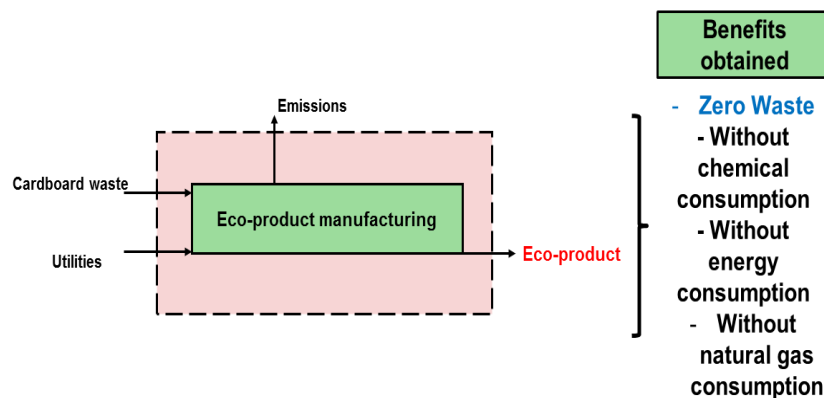 Benefits
obtained
Emissions
- Zero Waste
- Without
chemical
consumption
- Without
energy
consumption
- Without
natural gas
consumption
Cardboard waste
Eco-product manufacturing
Utilities
Eco-product